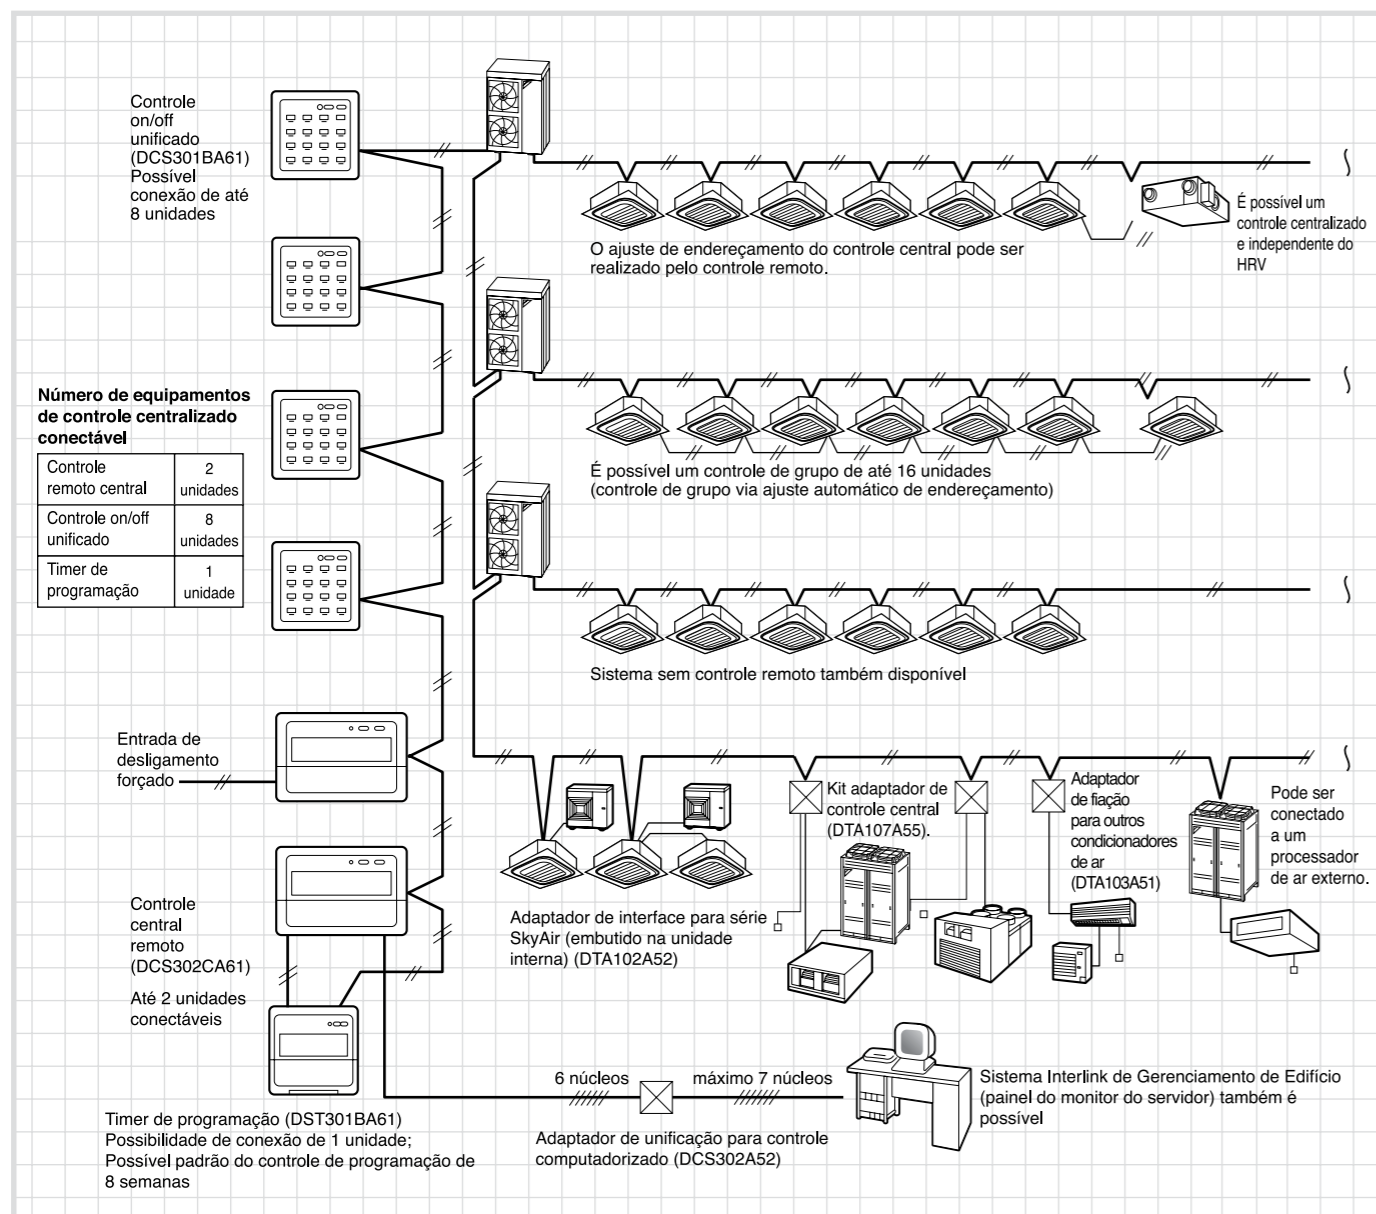 Controle
on/off
unificado
(DCS301BA61)
Possível
conexão de até
8 unidades
É possível um
controle centralizado
e independente do
HRV
O ajuste de endereçamento do controle central pode ser
realizado pelo controle remoto.
Número de equipamentos
de controle centralizado
conectável
Controle
remoto central
2
unidades
Controle on/off
unificado
8
unidades
Timer de
programação
1
unidade
É possível um controle de grupo de até 16 unidades
(controle de grupo via ajuste automático de endereçamento)
Sistema sem controle remoto também disponível
Entrada de
desligamento
forçado
Kit adaptador de
controle central
(DTA107A55).
Adaptador
de fiação
para outros
condicionadores
de ar
(DTA103A51)
Pode ser
conectado
a um
processador
de ar externo.
Adaptador de interface para série
SkyAir (embutido na unidade
interna) (DTA102A52)
Controle
central
remoto
(DCS302CA61)
Até 2 unidades
conectáveis
6 núcleos
máximo 7 núcleos
Sistema Interlink de Gerenciamento de Edifício
(painel do monitor do servidor) também é
possível
Timer de programação (DST301BA61)
Possibilidade de conexão de 1 unidade;
Possível padrão do controle de programação de
8 semanas
Adaptador de unificação para controle
computadorizado (DCS302A52)